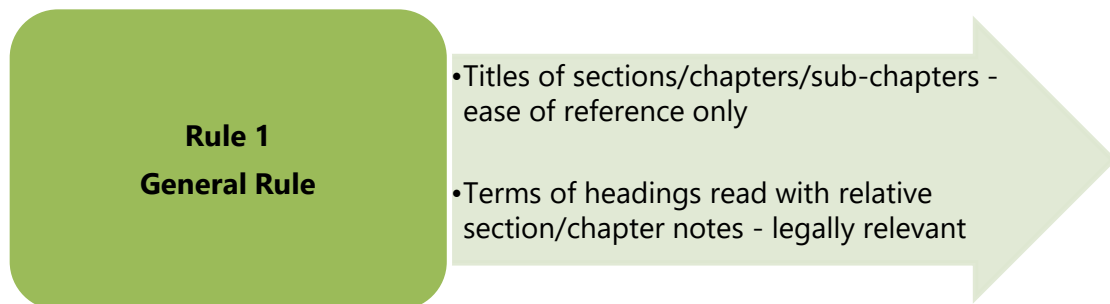 Rule 1
General Rule
•Titles of sections/chapters/sub-chapters -
ease of reference only
•Terms of headings read with relative
section/chapter notes - legally relevant